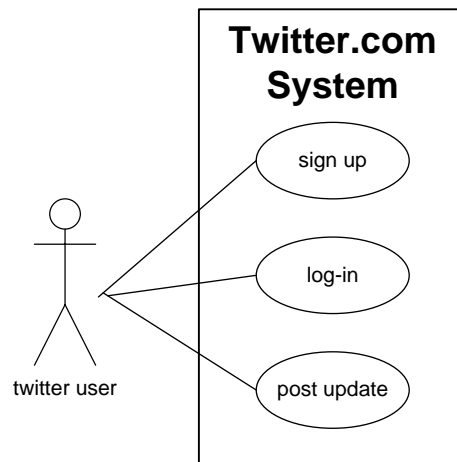 Twitter.com
System
sign up
log-in
twitter user
post update